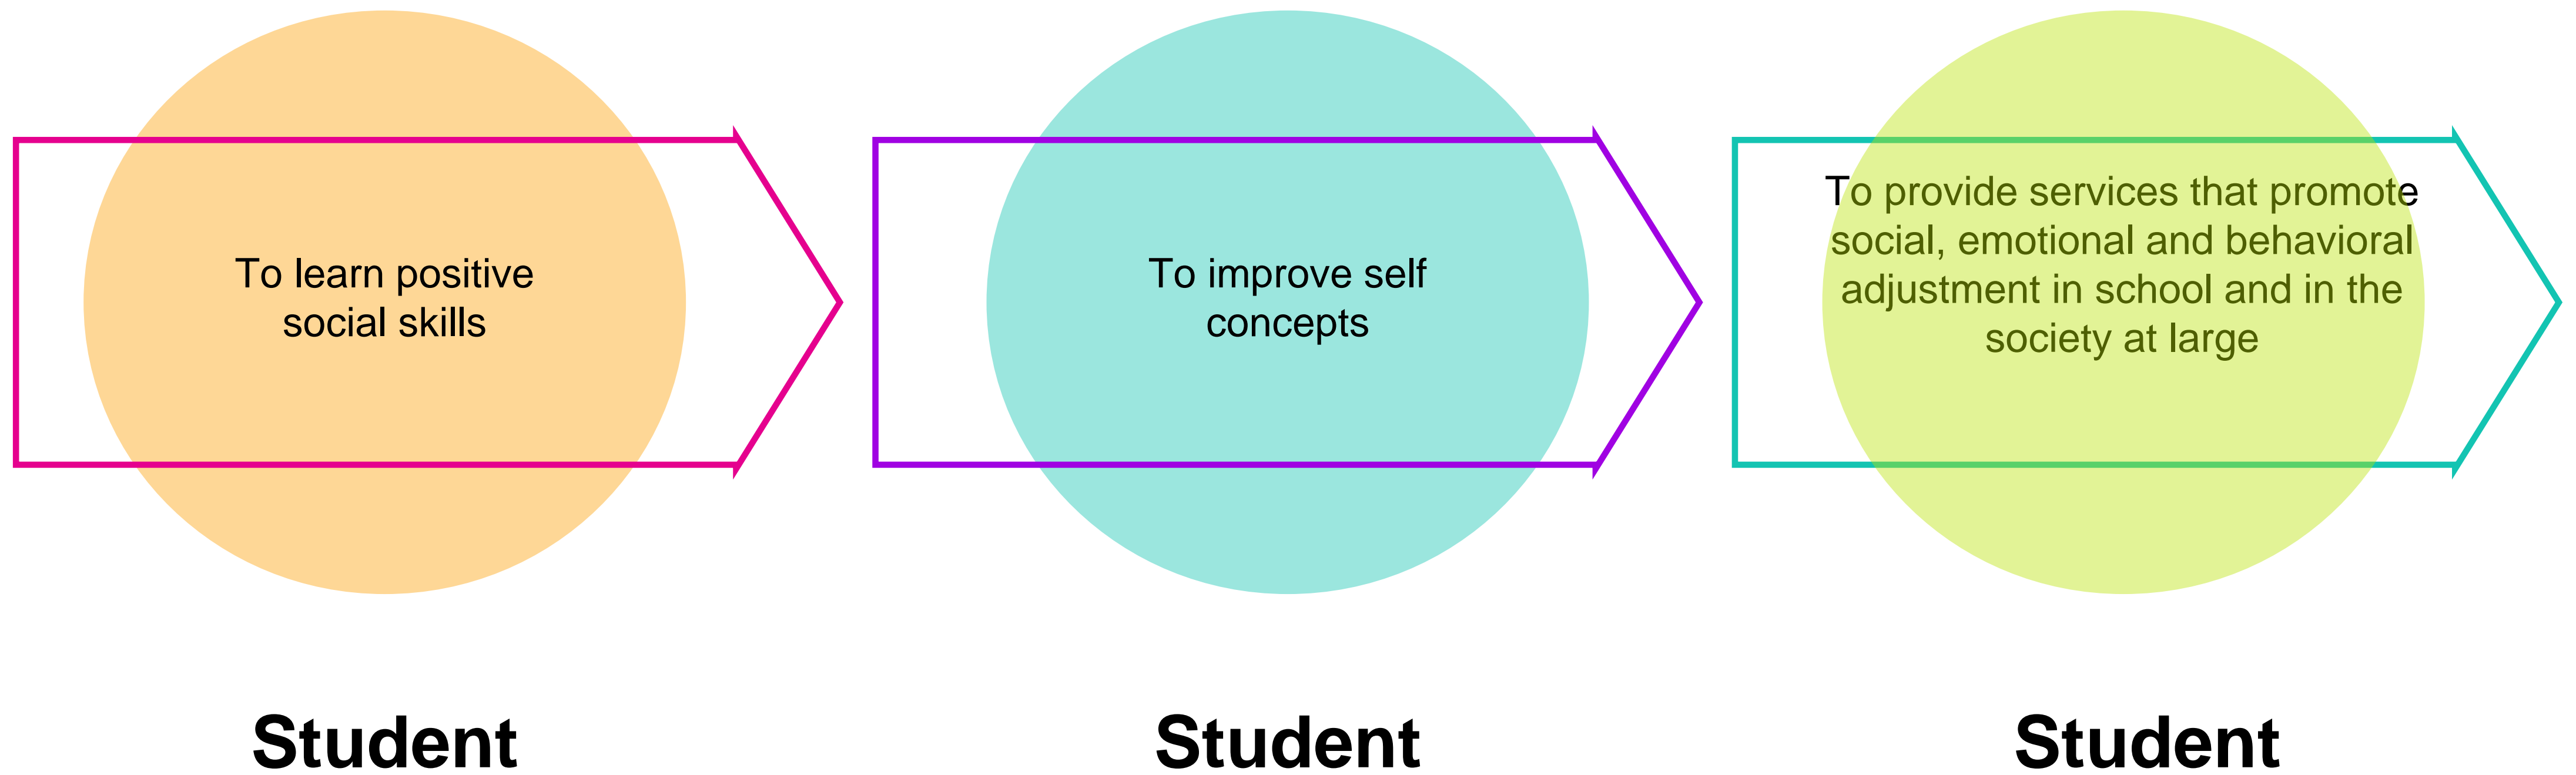 To learn positive
social skills
To improve self
concepts
To provide services that promote
social, emotional and behavioral
adjustment in school and in the
society at large
Student
Student
Student